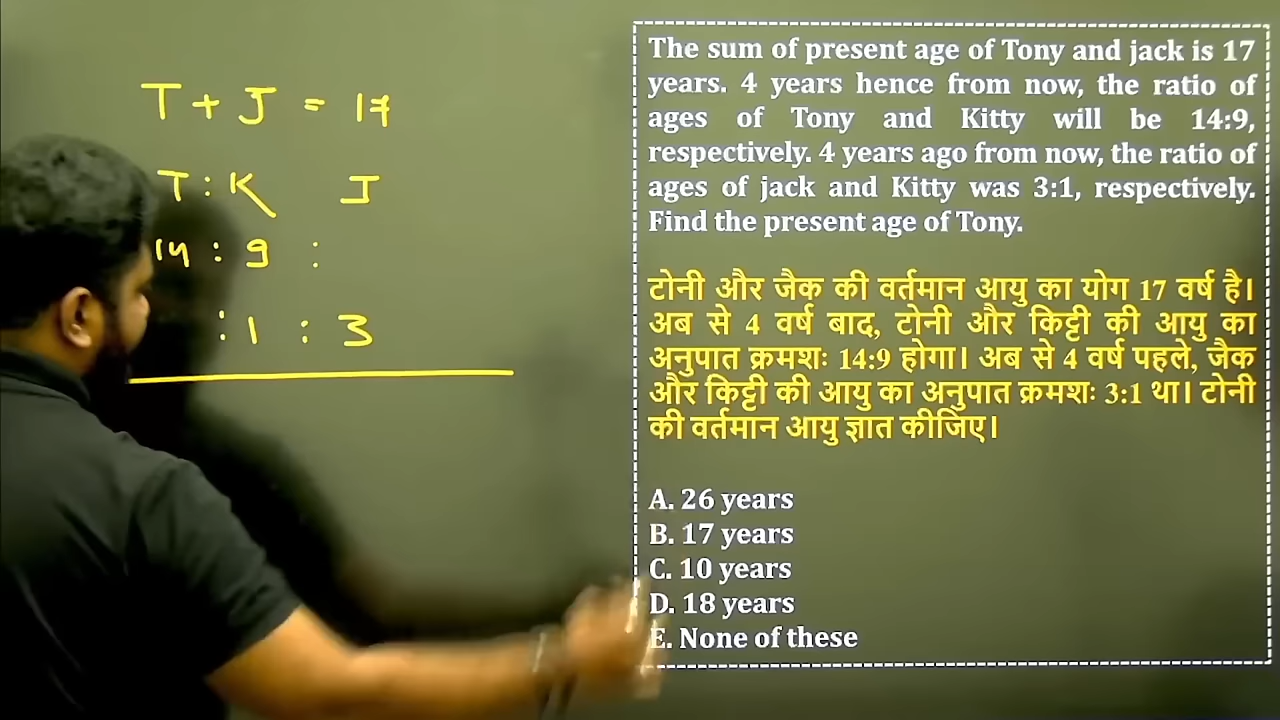 T + J = 17
T : K J
14 : 9 :
: 1 : 3
The sum of present age of Tony and jack is 17
years. 4 years hence from now, the ratio of
ages of Tony and Kitty will be 14:9,
respectively. 4 years ago from now, the ratio of
ages of jack and Kitty was 3:1, respectively.
Find the present age of Tony.
टोनी और जैक की वर्तमान आयु का योग 17 वर्ष है।
अब से 4 वर्ष बाद, टोनी और किट्टी की आयु का
अनुपात क्रमशः 14:9 होगा। अब से 4 वर्ष पहले, जैक
और किट्टी की आयु का अनुपात क्रमशः 3:1 था। टोनी
की वर्तमान आयु ज्ञात कीजिए।
A. 26 years
B. 17 years
C. 10 years
D. 18 years
E. None of these